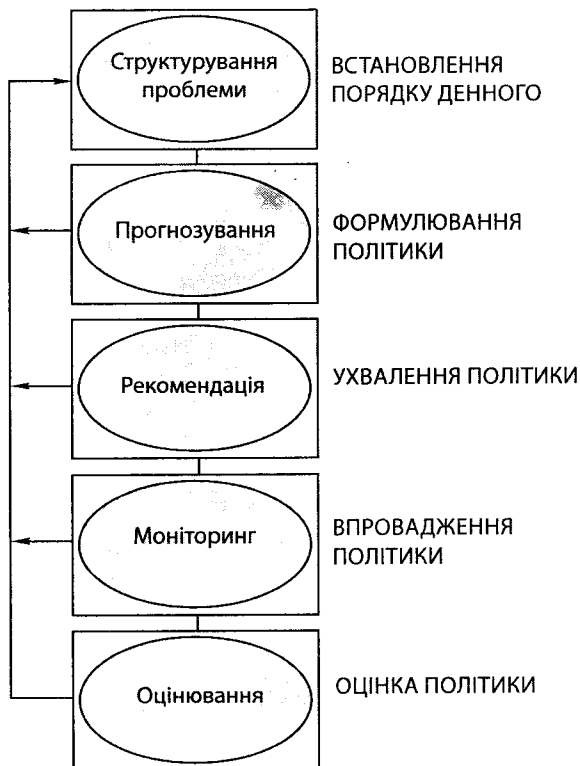 Структурування
проблеми
ВСТАНОВЛЕННЯ
ПОРЯДКУ ДЕННОГО
Прогнозування
ФОРМУЛЮВАННЯ
ПОЛІТИКИ
Рекомендація
УХВАЛЕННЯ ПОЛІТИКИ
Моніторинг
ВПРОВАДЖЕННЯ
ПОЛІТИКИ
Оцінювання
ОЦІНКА ПОЛІТИКИ